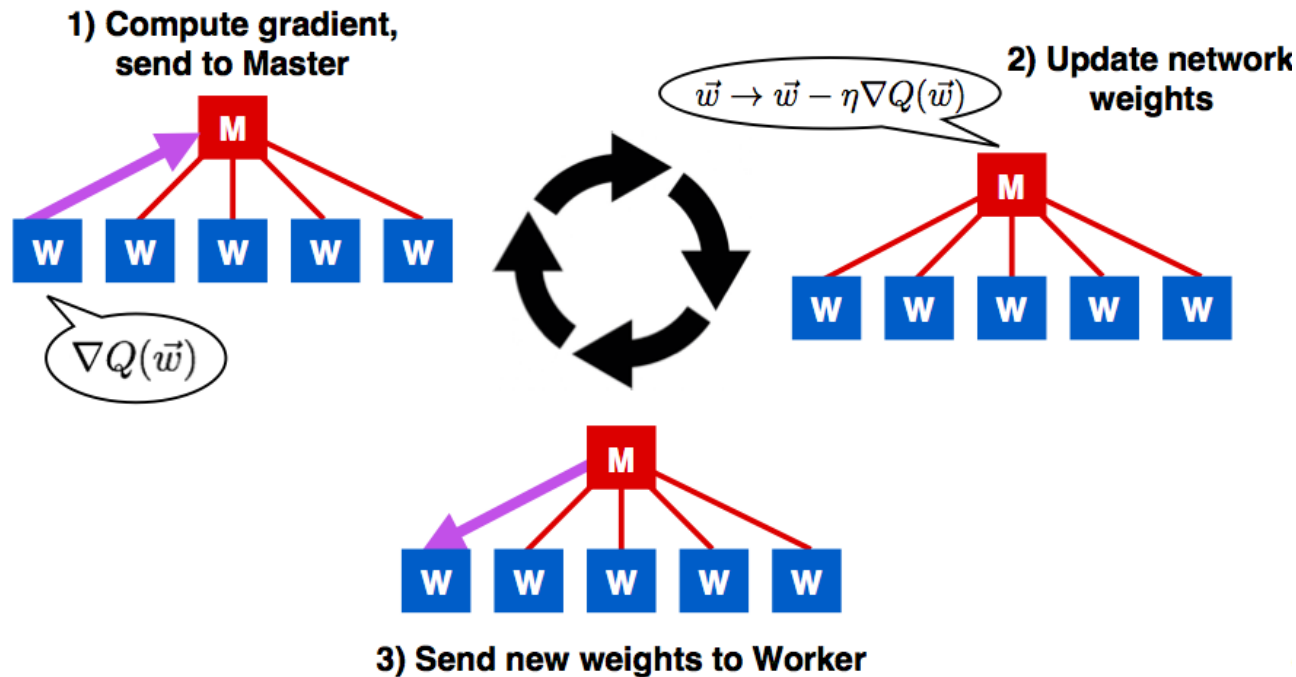 1) Compute gradient,
send to Master
M
W W W W W
∇Q(w⃗)
w⃗ → w⃗ − η∇Q(w⃗)
2) Update network
weights
M
W W W W W
M
W W W W W
3) Send new weights to Worker